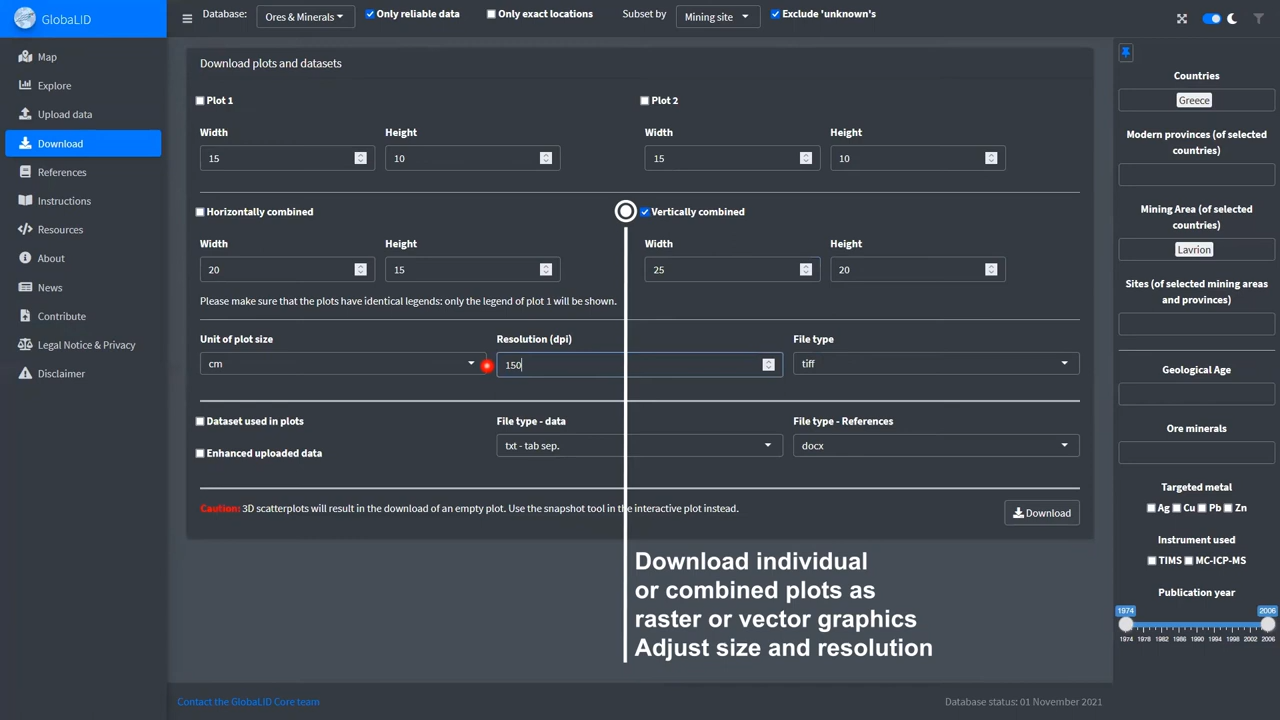 GlobaLID
Database:
Ores & Minerals
Only reliable data
Only exact locations
Subset by
Mining site
Exclude 'unknown's
Map
Explore
Upload data
Download
References
Instructions
Resources
About
News
Contribute
Legal Notice & Privacy
Disclaimer
Download plots and datasets
Plot 1
Plot 2
Width
Height
Width
Height
15
10
15
10
Horizontally combined
Vertically combined
Width
Height
Width
Height
20
15
25
20
Please make sure that the plots have identical legends: only the legend of plot 1 will be shown.
Unit of plot size
Resolution (dpi)
File type
cm
150
tiff
Dataset used in plots
File type - data
File type - References
txt - tab sep.
docx
Enhanced uploaded data
Caution: 3D scatterplots will result in the download of an empty plot. Use the snapshot tool in the interactive plot instead.
Download
Download individual
or combined plots as
raster or vector graphics
Adjust size and resolution
Countries
Greece
Modern provinces (of selected
countries)
Mining Area (of selected
countries)
Lavrion
Sites (of selected mining areas
and provinces)
Geological Age
Ore minerals
Targeted metal
Ag Cu Pb Zn
Instrument used
TIMS MC-ICP-MS
Publication year
1974 2006
1974 1978 1982 1986 1990 1994 1998 2002 2006
Contact the GlobaLID Core team
Database status: 01 November 2021